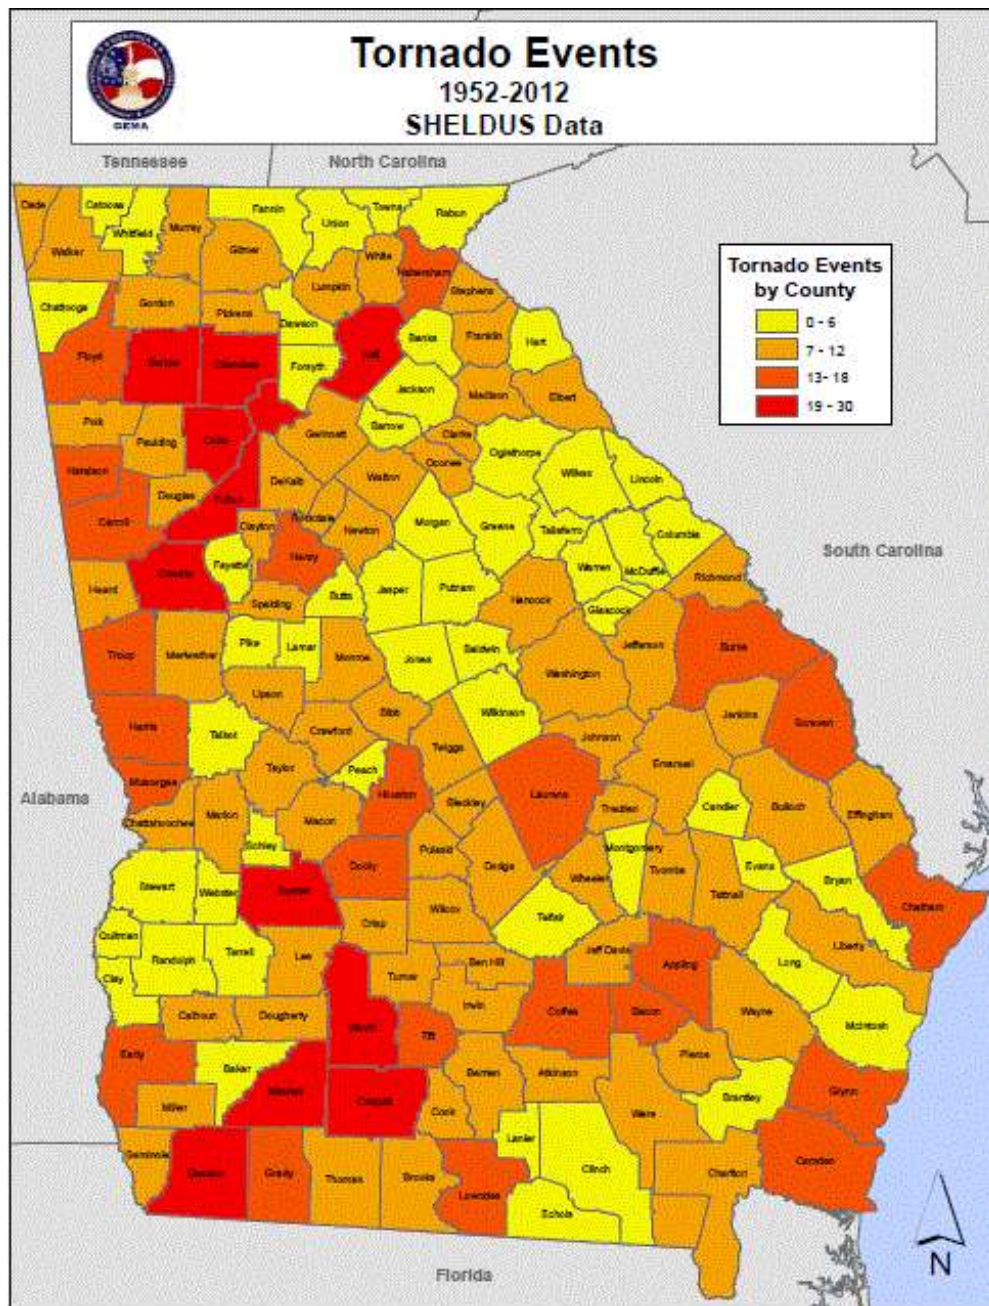 Tornado Events
1952-2012
SHELDUS Data
GEMA
Tennessee
North Carolina
Tornado Events
by County
0 - 6
7 - 12
13- 18
19 - 30
Dade
Catoosa
Whitfield
Murray
Fannin
Union
Towns
Rabun
Walker
Gilmer
White
Habersham
Lumpkin
Stephens
Chattooga
Gordon
Pickens
Dawson
Banks
Franklin
Hart
Floyd
Bartow
Cherokee
Forsyth
Hall
Jackson
Madison
Elbert
Polk
Paulding
Cobb
Gwinnett
Barrow
Clarke
Oconee
Oglethorpe
Wilkes
Lincoln
Haralson
Douglas
Fulton
DeKalb
Walton
Carroll
Clayton
Rockdale
Newton
Morgan
Greene
Taliaferro
Columbia
Fayette
Henry
Warren
McDuffie
South Carolina
Heard
Coweta
Spalding
Butts
Jasper
Putnam
Hancock
Glascock
Richmond
Troup
Meriwether
Pike
Lamar
Monroe
Jones
Baldwin
Washington
Jefferson
Burke
Upson
Harris
Talbot
Crawford
Bibb
Twiggs
Wilkinson
Johnson
Jenkins
Screven
Muscogee
Taylor
Peach
Houston
Bleckley
Laurens
Emanuel
Alabama
Chattahoochee
Marion
Macon
Treutlen
Candler
Bulloch
Effingham
Schley
Dooly
Pulaski
Dodge
Montgomery
Wheeler
Toombs
Tattnall
Evans
Bryan
Stewart
Webster
Sumter
Crisp
Wilcox
Telfair
Chatham
Quitman
Randolph
Terrell
Lee
Turner
Ben Hill
Jeff Davis
Appling
Long
Liberty
Clay
Calhoun
Dougherty
Worth
Irwin
Coffee
Bacon
Wayne
McIntosh
Early
Baker
Tift
Berrien
Atkinson
Pierce
Miller
Mitchell
Colquitt
Cook
Ware
Brantley
Glynn
Seminole
Decatur
Grady
Thomas
Brooks
Lowndes
Lanier
Clinch
Echols
Charlton
Camden
Florida
N